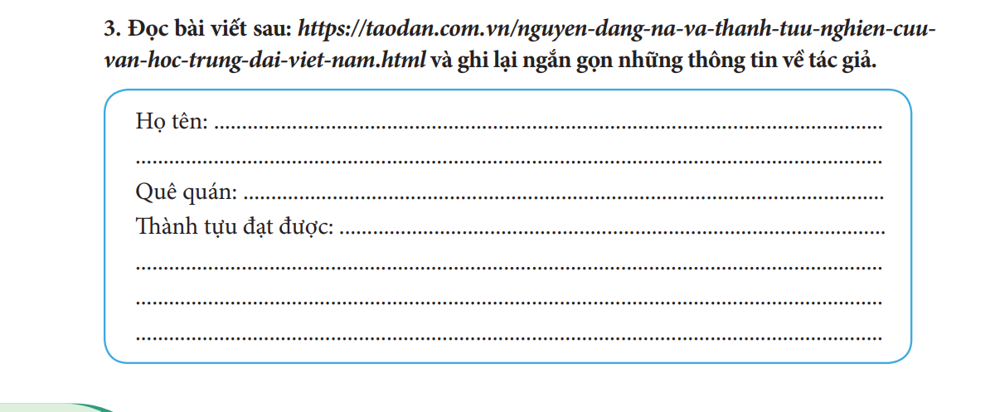 3. Đọc bài viết sau: https://taodan.com.vn/nguyen-dang-na-va-thanh-tuu-nghien-cuu-
van-hoc-trung-dai-viet-nam.html và ghi lại ngắn gọn những thông tin về tác giả.
Họ tên: ........................................................................................................................
.......................................................................................................................................
Quê quán: ...................................................................................................................
Thành tựu đạt được: ..................................................................................................
.......................................................................................................................................
.......................................................................................................................................
.......................................................................................................................................